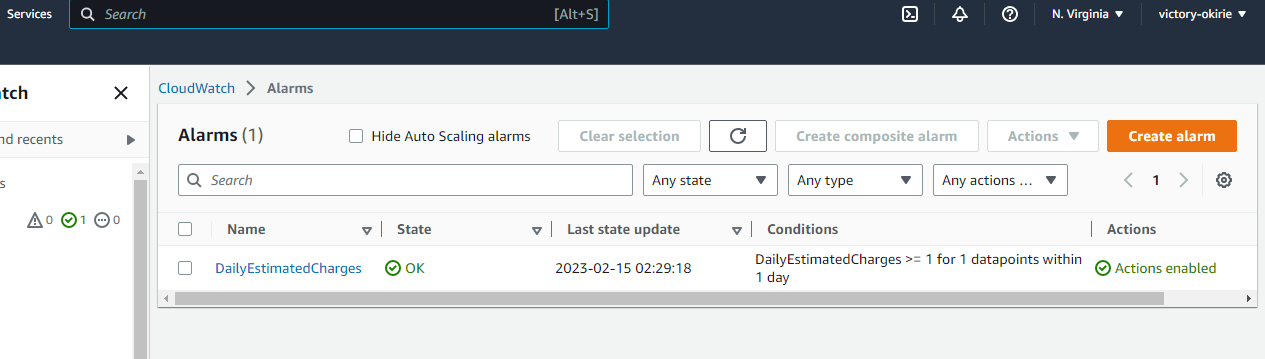 Services
Search
[Alt+S]
N. Virginia
victory-okirie
tch
nd recents
s
0 1 0
CloudWatch > Alarms
Alarms (1)
Hide Auto Scaling alarms
Clear selection
Create composite alarm
Actions
Create alarm
Search
Any state
Any type
Any actions ...
1
Name
State
Last state update
Conditions
Actions
DailyEstimatedCharges
OK
2023-02-15 02:29:18
DailyEstimatedCharges >= 1 for 1 datapoints within
1 day
Actions enabled